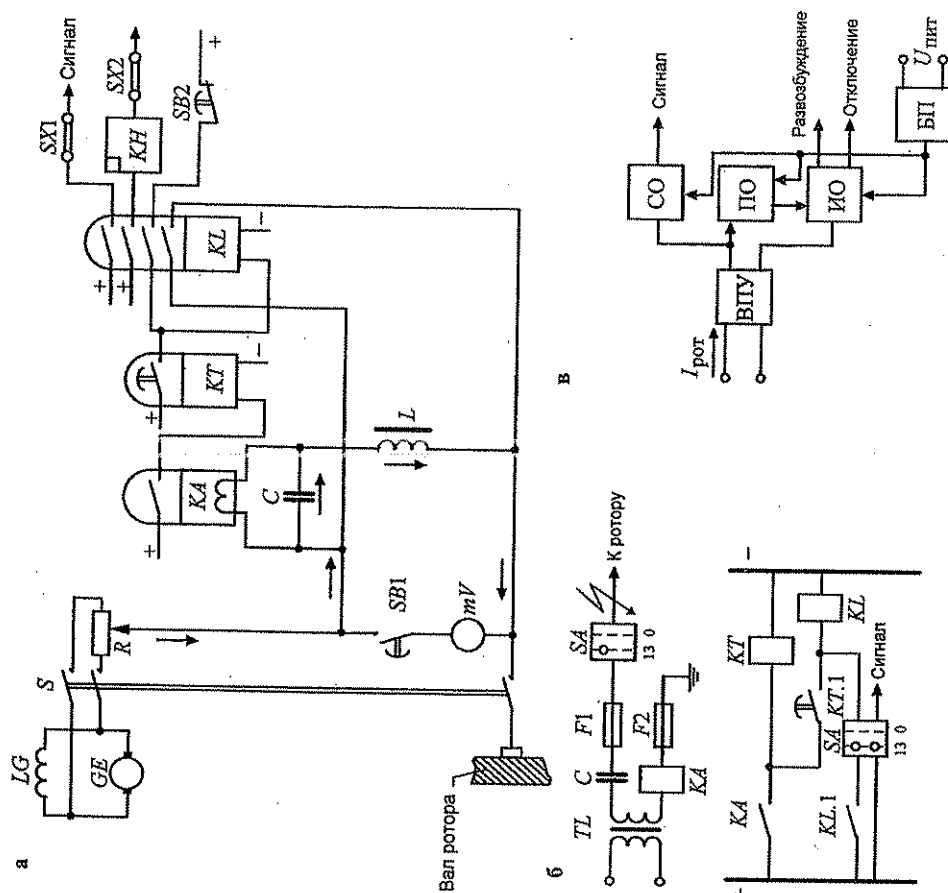 а
LG
GE
S
R
Вал ротора
SB1
mV
KA
+
C
L
KT
+
−
KL
+
+
−
SX1
Сигнал
KH
SX2
SB2
+
б
TL
C
F1
SA
13 0
К ротору
KA
F2
+
−
KA
KT
KT.1
KL
KL.1
SA
13 0
Сигнал
в
Iрот
ВПУ
СО
Сигнал
ПО
ИО
Развозбуждение
Отключение
БП
Uпит